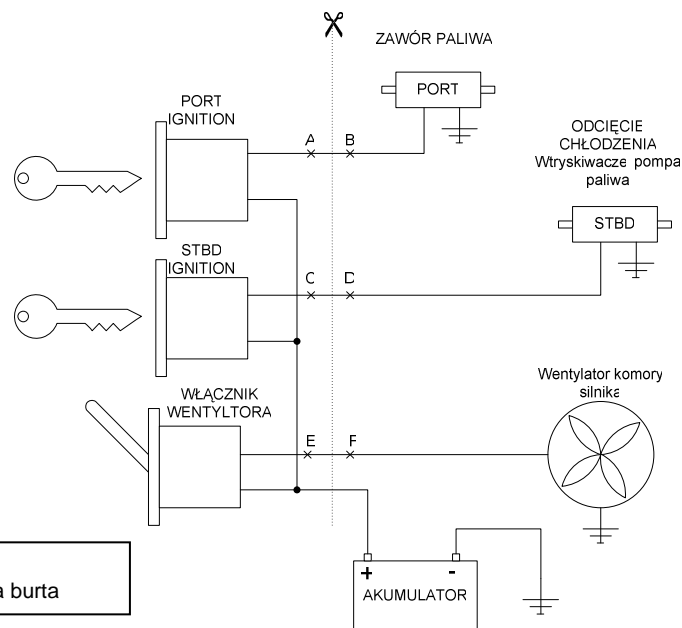 ZAWÓR PALIWA
PORT
PORT
IGNITION
A B
ODCIĘCIE
CHŁODZENIA
Wtryskiwacze pompa
paliwa
STBD
STBD
IGNITION
C D
WŁĄCZNIK
WENTYLTORA
E F
Wentylator komory
silnika
+ -
AKUMULATOR
burta